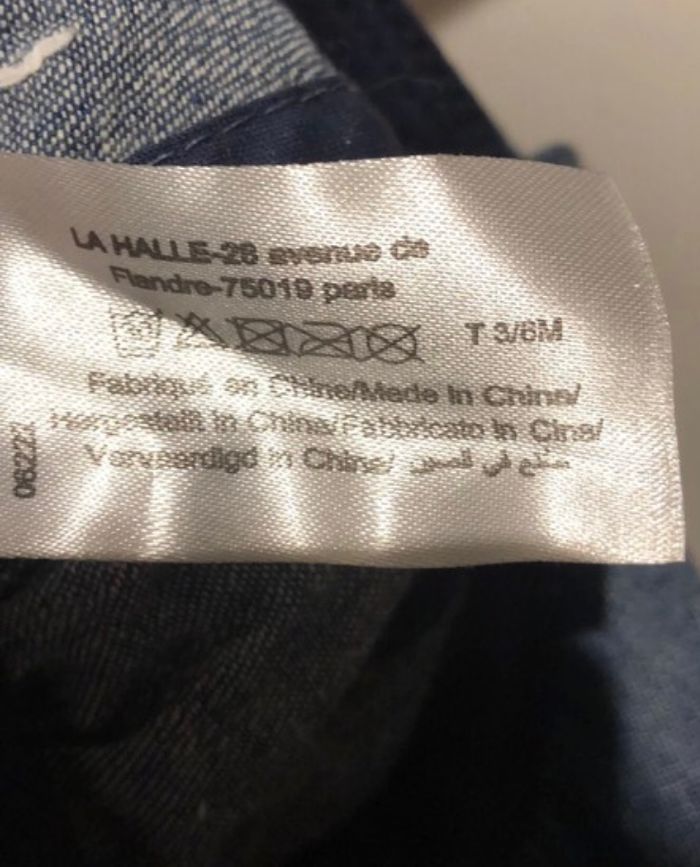 LA HALLE-28 avenue de
Flandre-75019 paris
T 3/6M
Fabriqué en Chine/Made In China/
Hergestellt in China/Fabbricato in Cina/
Vervaardigd in China/ صنع في الصين